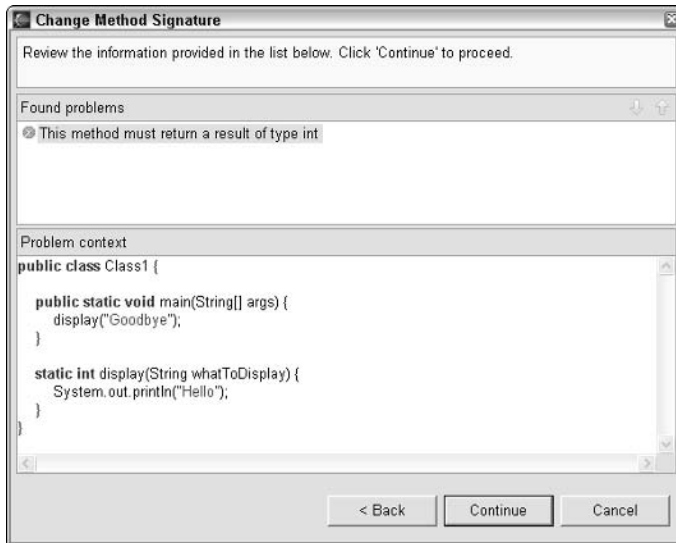 Change Method Signature
Review the information provided in the list below. Click 'Continue' to proceed.
Found problems
This method must return a result of type int
Problem context
public class Class1 {
public static void main(String[] args) {
display("Goodbye");
}
static int display(String whatToDisplay) {
System.out.println("Hello");
}
}
< Back
Continue
Cancel